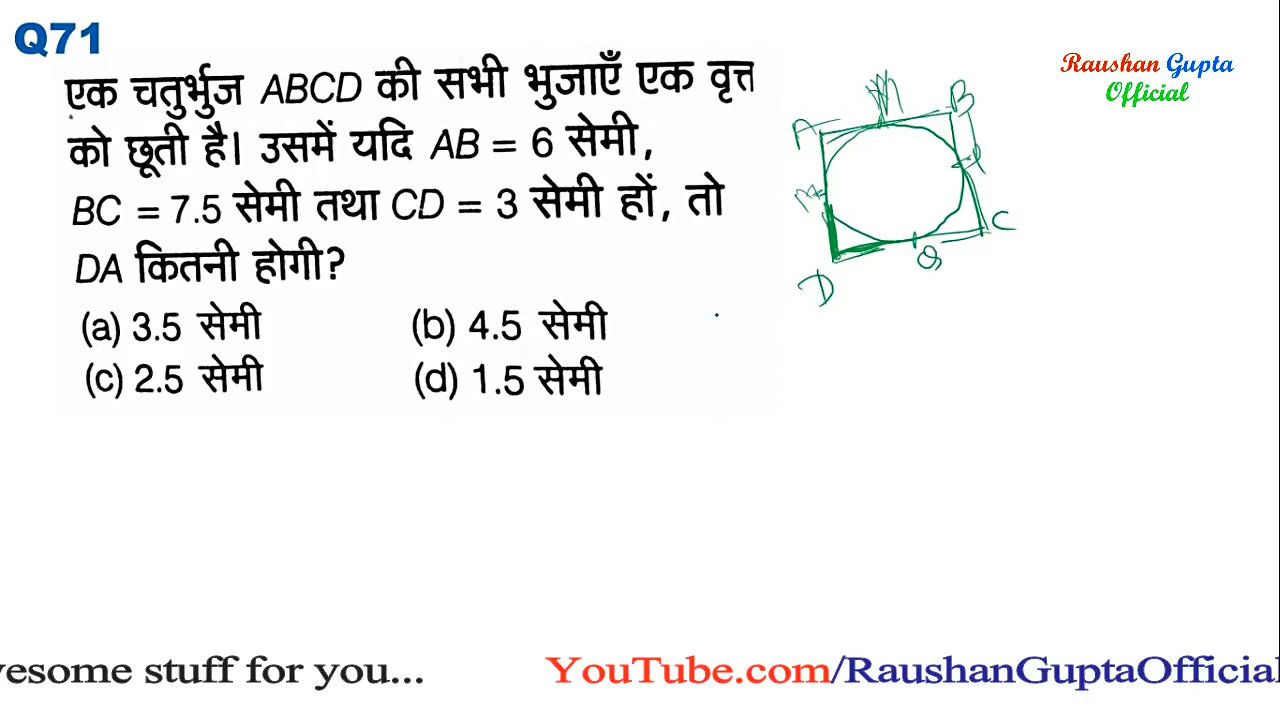 Q71
Raushan Gupta
Official
एक चतुर्भुज ABCD की सभी भुजाएँ एक वृत्त
को छूती है। उसमें यदि AB = 6 सेमी,
BC = 7.5 सेमी तथा CD = 3 सेमी हों, तो
DA कितनी होगी?
(a) 3.5 सेमी (b) 4.5 सेमी
(c) 2.5 सेमी (d) 1.5 सेमी
A
B
C
D
wesome stuff for you... YouTube.com/RaushanGuptaOfficial